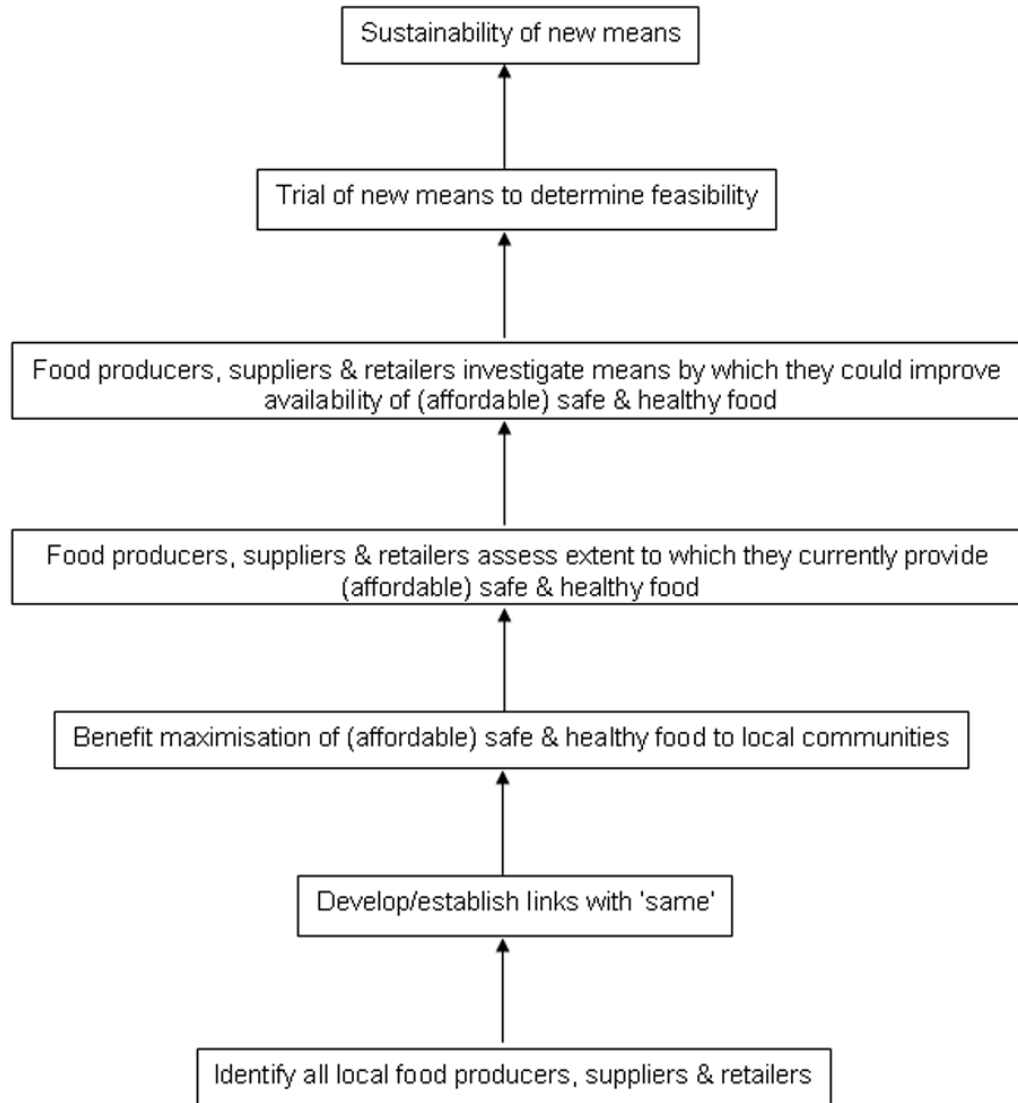 Sustainability of new means
Trial of new means to determine feasibility
Food producers, suppliers & retailers investigate means by which they could improve
availability of (affordable) safe & healthy food
Food producers, suppliers & retailers assess extent to which they currently provide
(affordable) safe & healthy food
Benefit maximisation of (affordable) safe & healthy food to local communities
Develop/establish links with 'same'
Identify all local food producers, suppliers & retailers